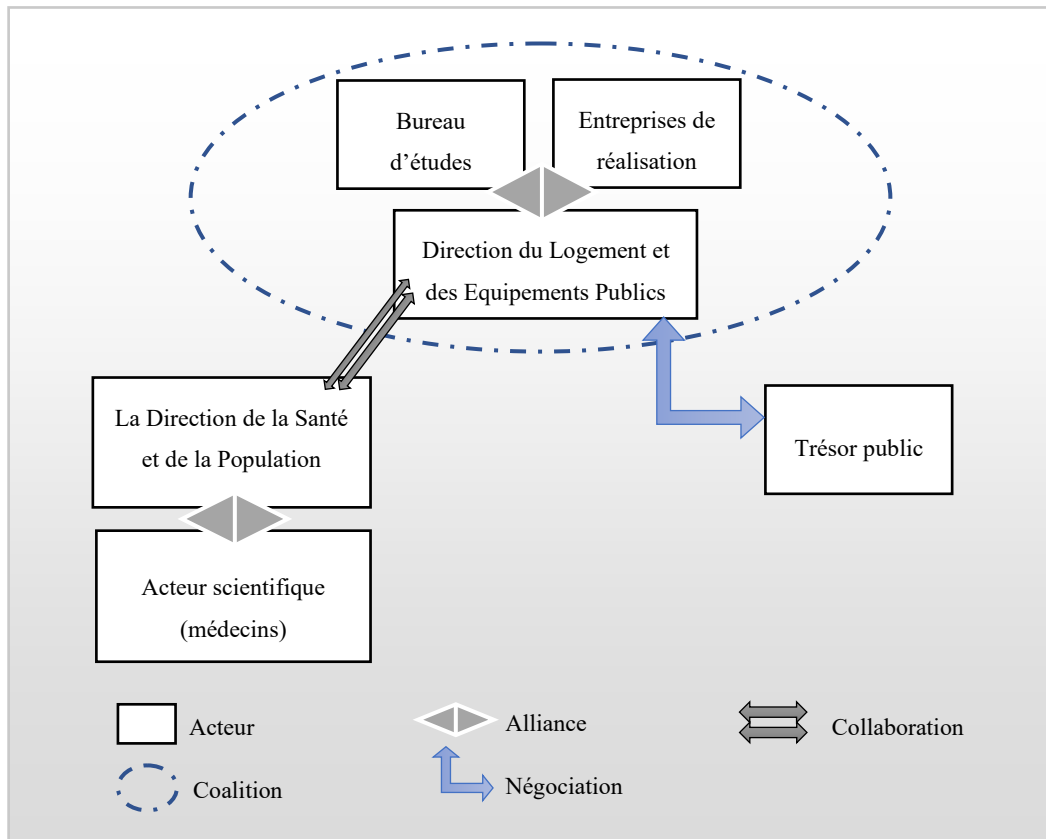 Bureau
d’études
Entreprises de
réalisation
Direction du Logement et
des Equipements Publics
La Direction de la Santé
et de la Population
Trésor public
Acteur scientifique
(médecins)
Acteur
Alliance
Collaboration
Coalition
Négociation